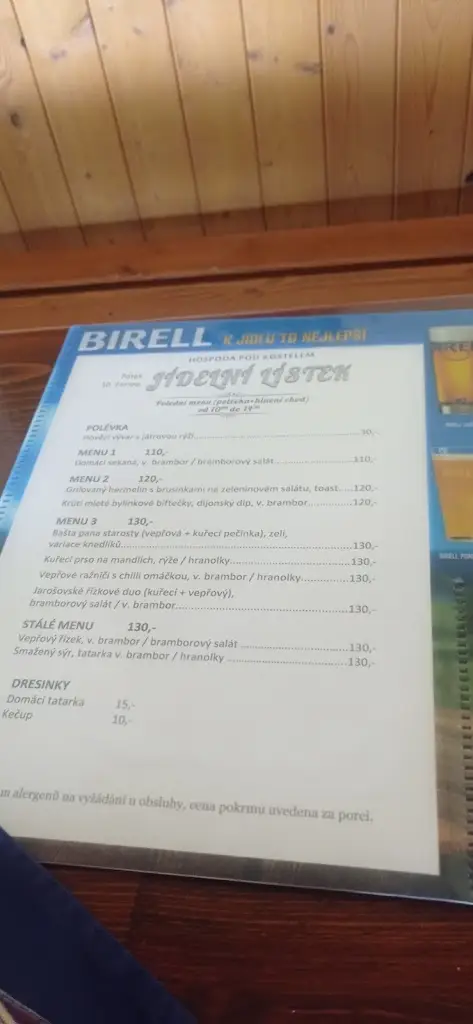 BIRELL K JÍDLU TO NEJLEPŠÍ
HOSPODA POD KOSTELEM
Pátek
JÍDELNÍ LÍSTEK
Polední menu (polévka+hlavní chod)
POLÉVKA
Hovězí vývar s játrovou rýží 30,-
MENU 1 110,-
Domácí sekaná, v. brambor / bramborový salát 110,-
MENU 2 120,-
Grilovaný hermelín s brusinkami na zeleninovém salátu, toast 120,-
Krůtí mleté bylinkové biftečky, dijonský dip, v. brambor 120,-
MENU 3 130,-
Bašta pana starosty (vepřová + kuřecí pečínka), zelí,
variace knedlíků 130,-
Kuřecí prso na mandlích, rýže / hranolky 130,-
Vepřové ražniči s chilli omáčkou, v. brambor / hranolky 130,-
Jarošovské řízkové duo (kuřecí + vepřový),
bramborový salát / v. brambor 130,-
STÁLÉ MENU 130,-
Vepřový řízek, v. brambor / bramborový salát 130,-
Smažený sýr, tatarka v. brambor / hranolky 130,-
DRESINKY
Domácí tatarka 15,-
Kečup 10,-
alergenů na vyžádání u obsluhy, cena pokrmu uvedena za porci.